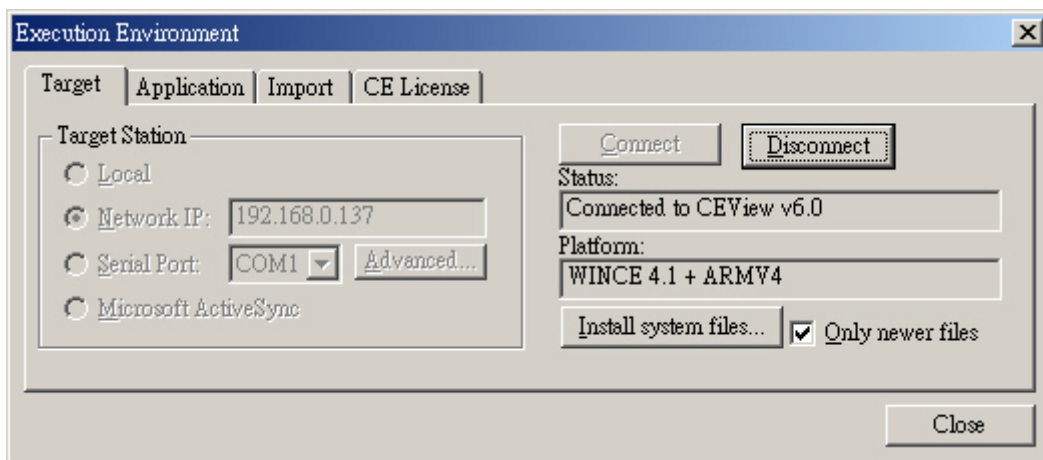 Execution Environment
Target
Application
Import
CE License
Target Station
Local
Network IP:
192.168.0.137
Serial Port:
COM1
Advanced...
Microsoft ActiveSync
Connect
Disconnect
Status:
Connected to CEView v6.0
Platform:
WINCE 4.1 + ARMV4
Install system files...
Only newer files
Close